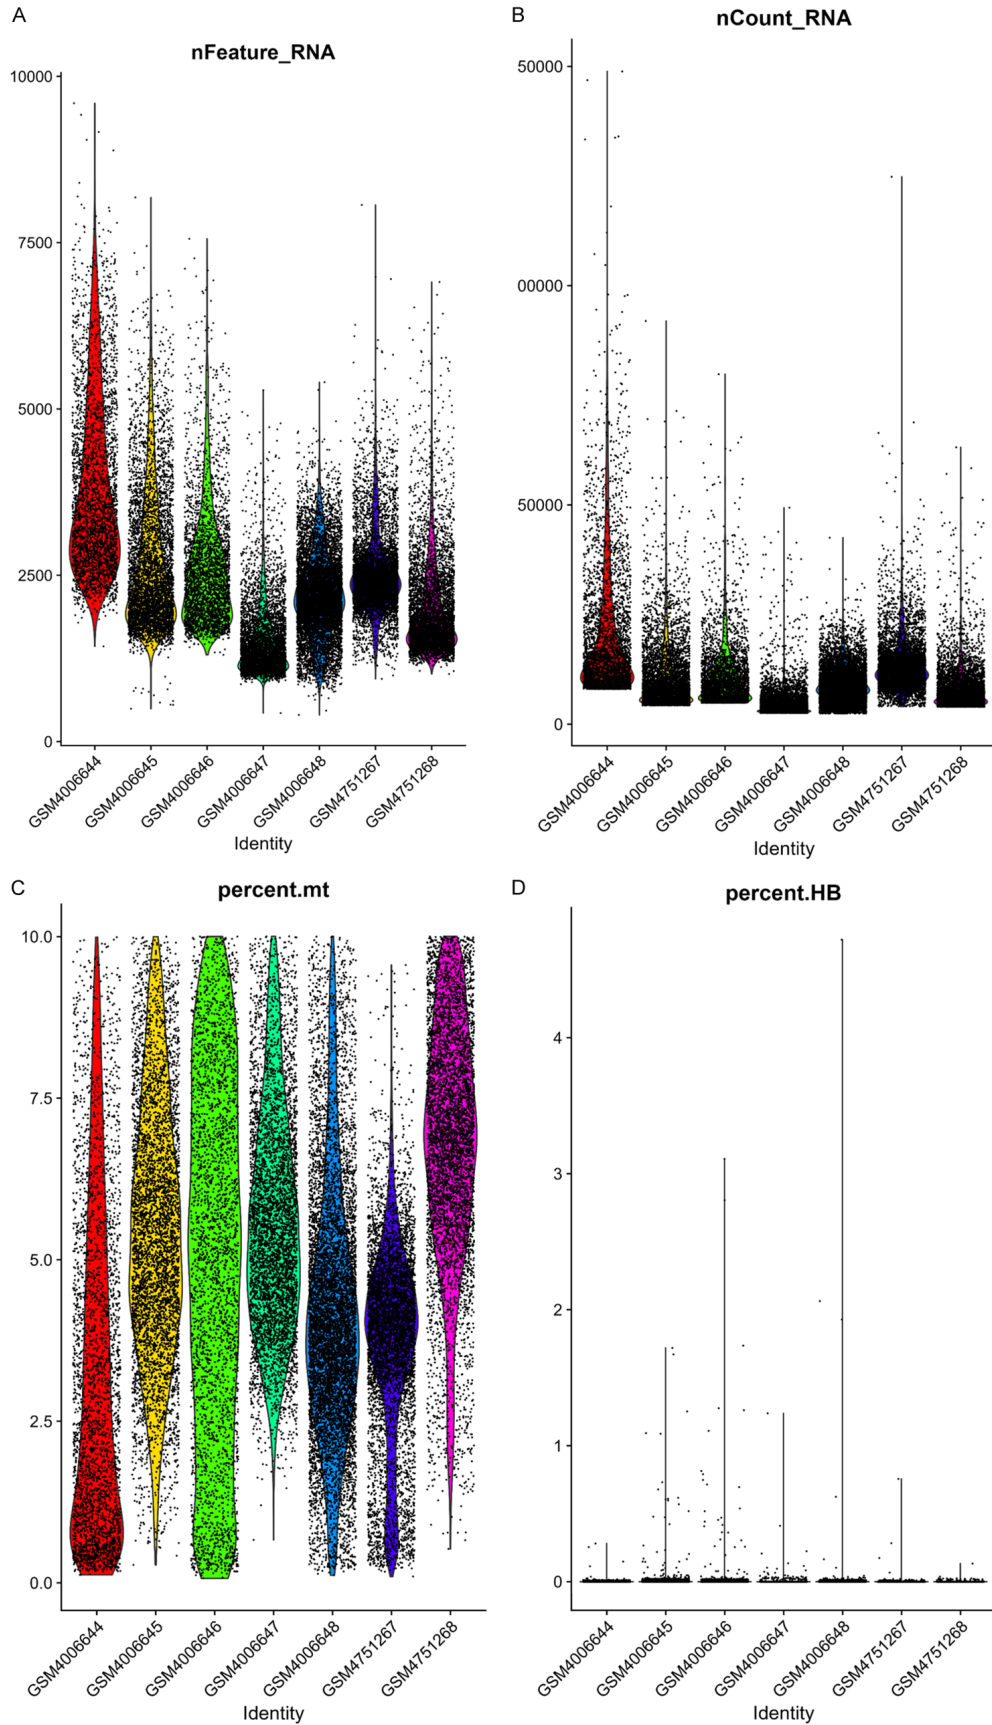 A
nFeature_RNA
10000
7500
5000
2500
0
GSM4006644
GSM4006645
GSM4006646
GSM4006647
GSM4006648
GSM4751267
GSM4751268
Identity
B
nCount_RNA
50000
00000
50000
0
GSM4006644
GSM4006645
GSM4006646
GSM4006647
GSM4006648
GSM4751267
GSM4751268
Identity
C
percent.mt
10.0
7.5
5.0
2.5
0.0
GSM4006644
GSM4006645
GSM4006646
GSM4006647
GSM4006648
GSM4751267
GSM4751268
Identity
D
percent.HB
4
3
2
1
0
GSM4006644
GSM4006645
GSM4006646
GSM4006647
GSM4006648
GSM4751267
GSM4751268
Identity